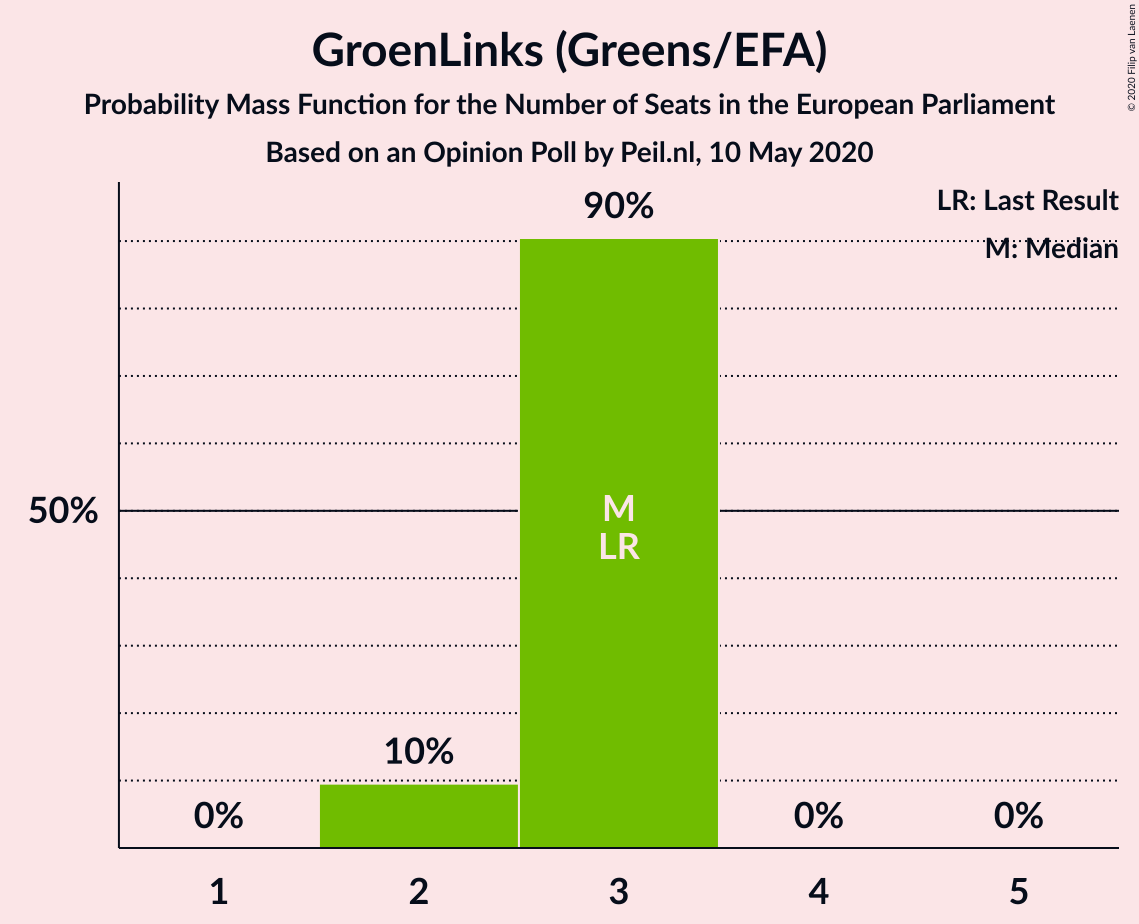 GroenLinks (Greens/EFA)
Probability Mass Function for the Number of Seats in the European Parliament
Based on an Opinion Poll by Peil.nl, 10 May 2020
© 2020 Filip van Laenen
LR: Last Result
M: Median
90%
50%
M
LR
10%
0%
0%
0%
1
2
3
4
5